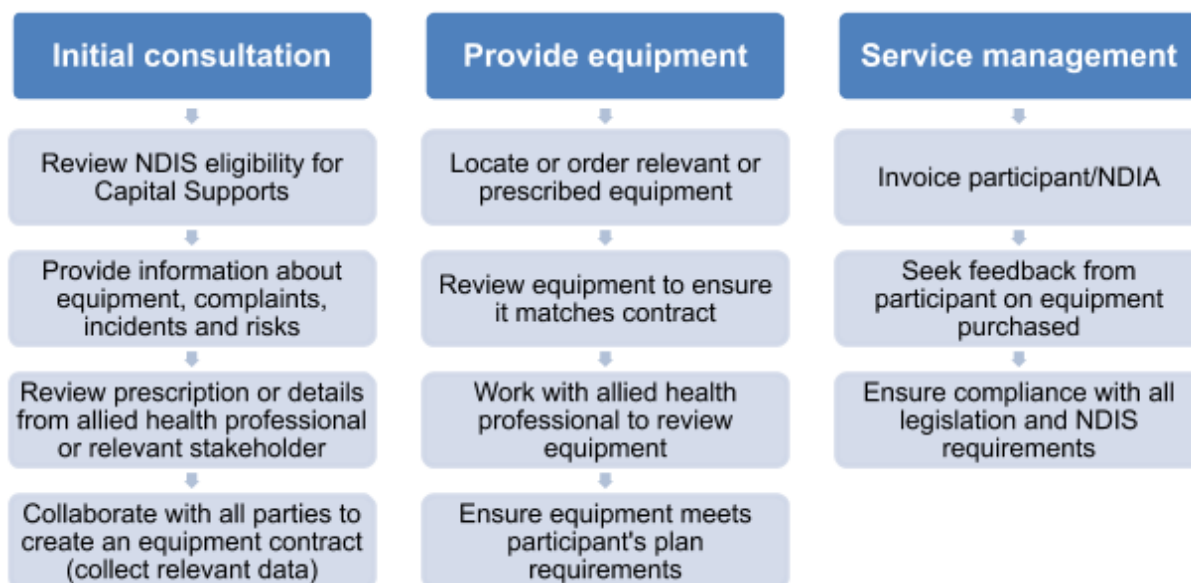 Initial consultation
Review NDIS eligibility for
Capital Supports
Provide information about
equipment, complaints,
incidents and risks
Review prescription or details
from allied health professional
or relevant stakeholder
Collaborate with all parties to
create an equipment contract
(collect relevant data)
Provide equipment
Locate or order relevant or
prescribed equipment
Review equipment to ensure
it matches contract
Work with allied health
professional to review
equipment
Ensure equipment meets
participant's plan
requirements
Service management
Invoice participant/NDIA
Seek feedback from
participant on equipment
purchased
Ensure compliance with all
legislation and NDIS
requirements